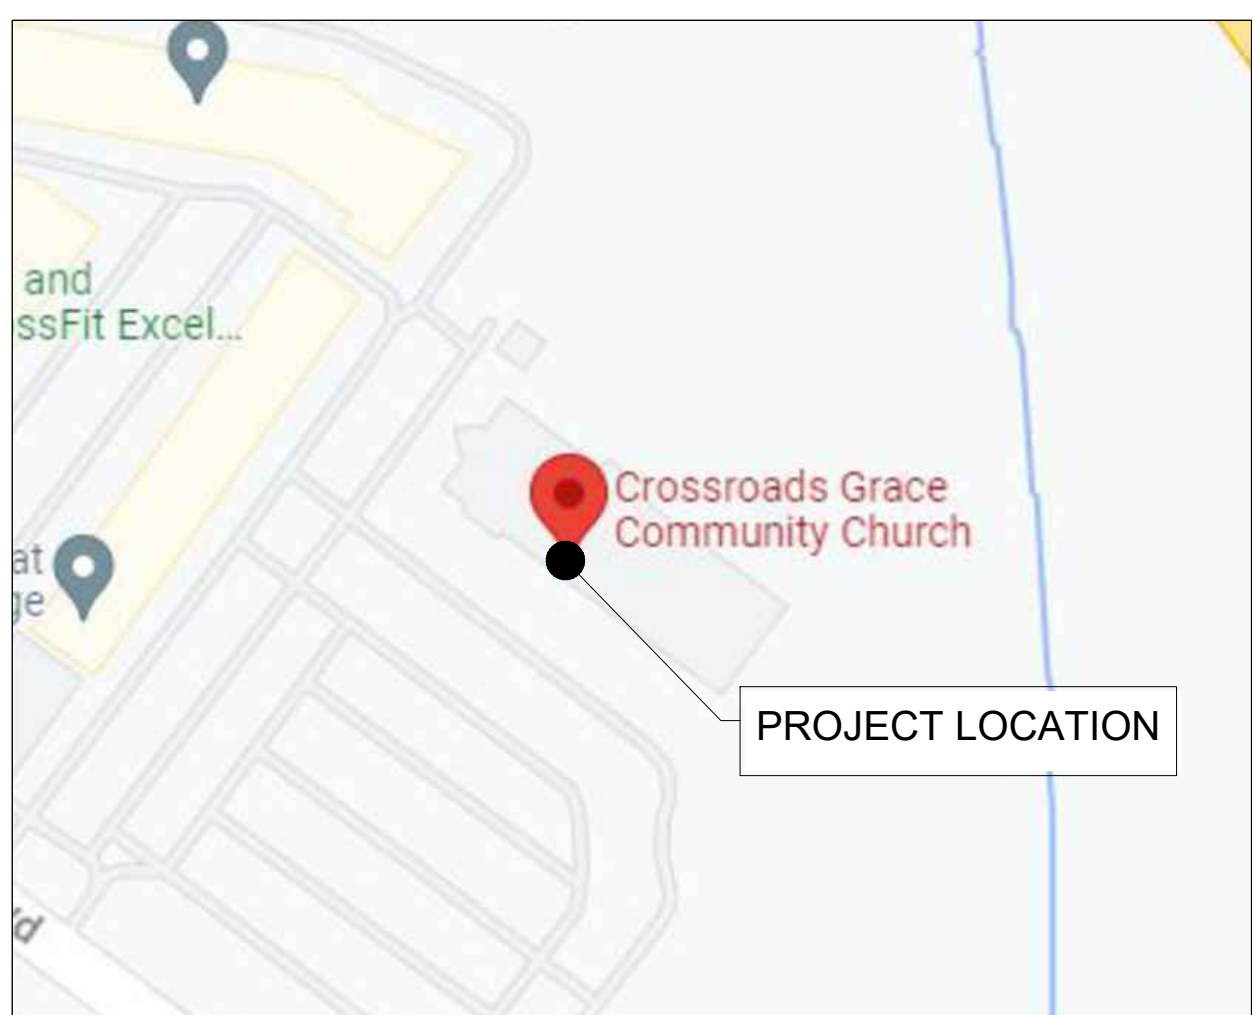 and
ssFit Excel...
Crossroads Grace
Community Church
at
ge
PROJECT LOCATION